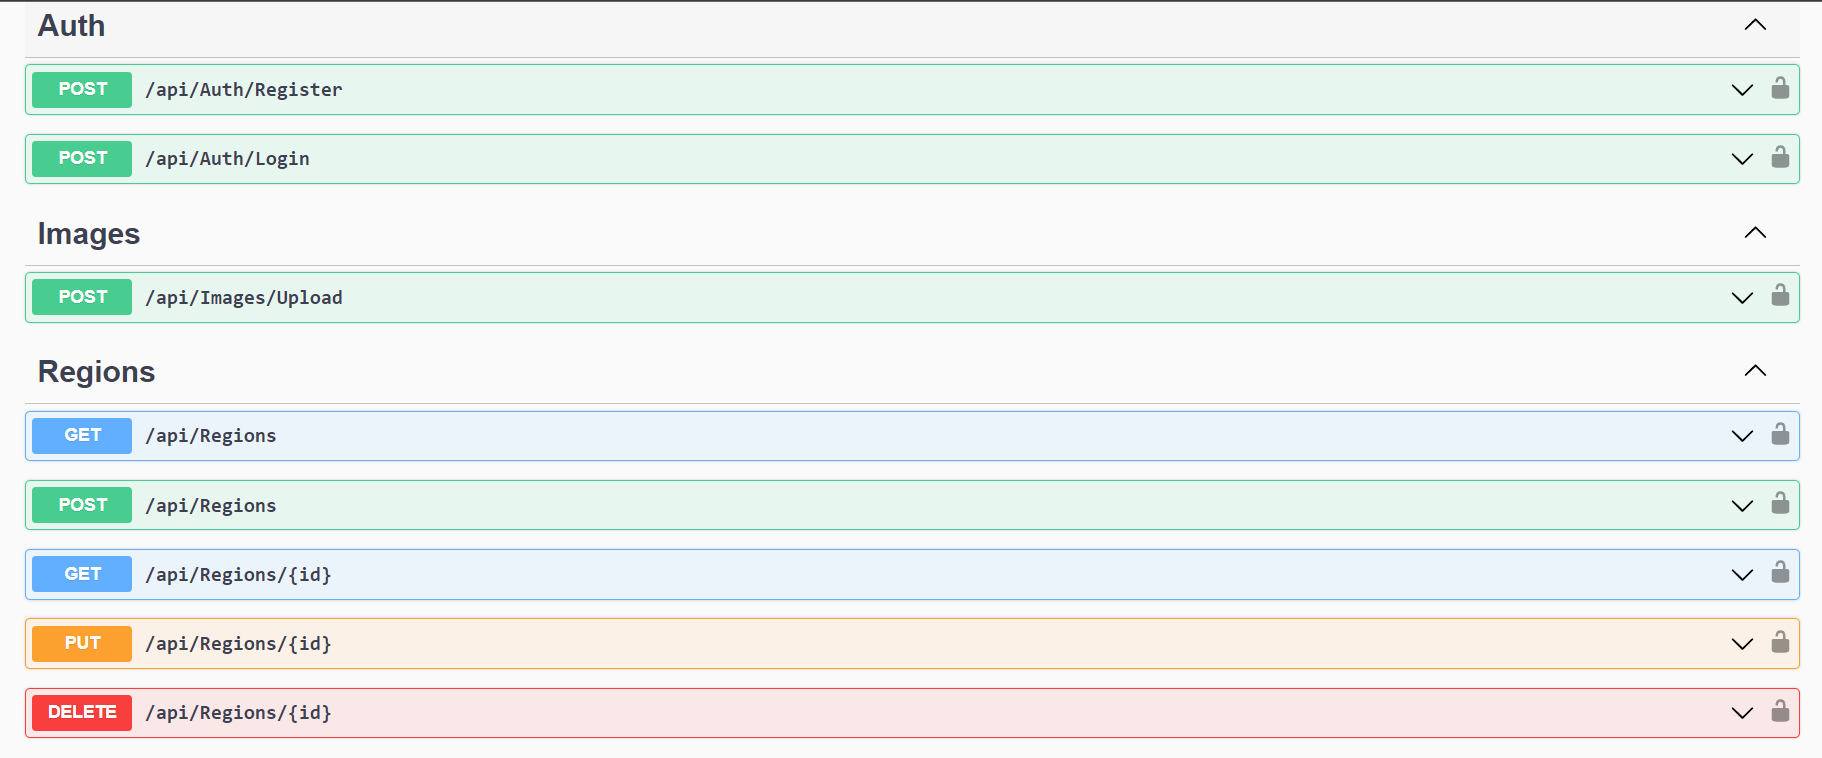 Auth
POST /api/Auth/Register
POST /api/Auth/Login
Images
POST /api/Images/Upload
Regions
GET /api/Regions
POST /api/Regions
GET /api/Regions/{id}
PUT /api/Regions/{id}
DELETE /api/Regions/{id}